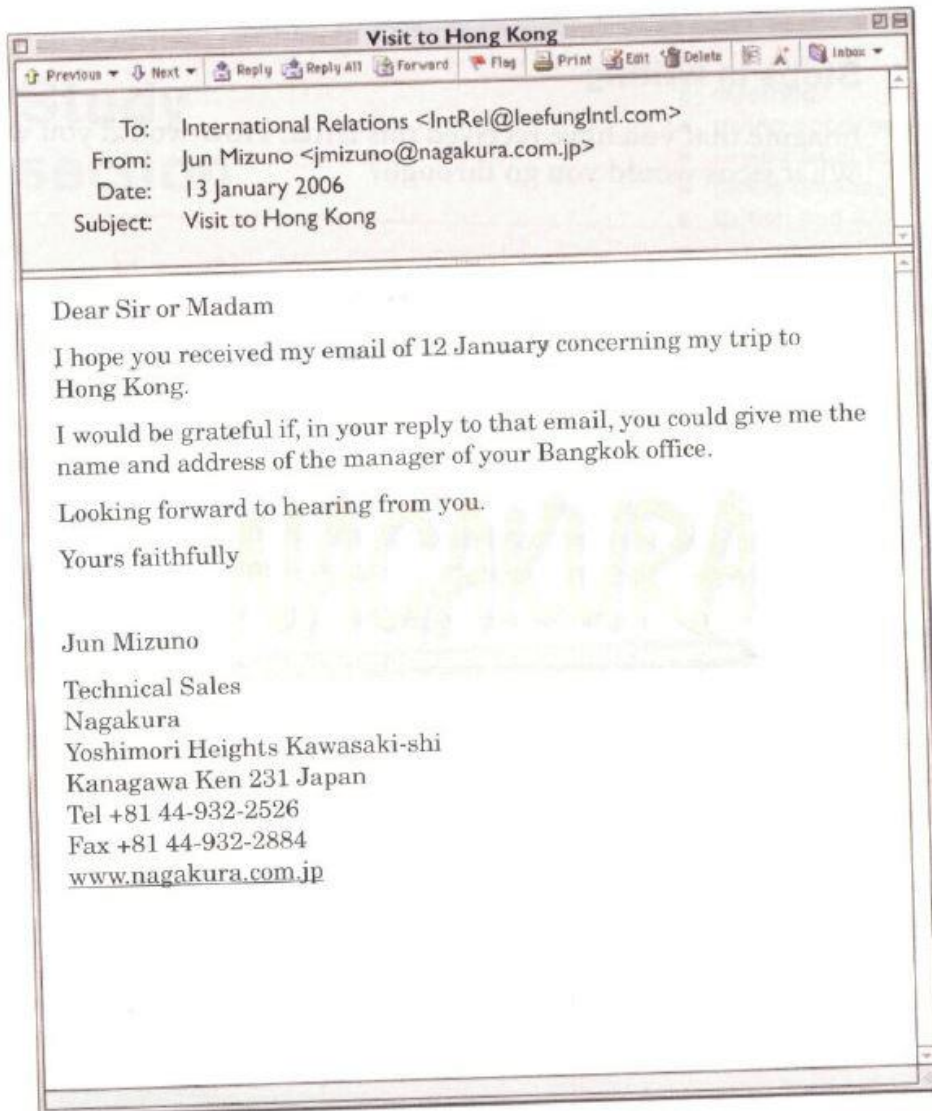 Visit to Hong Kong
Previous Next Reply Reply All Forward Flag Print Edit Delete Inbox
To: International Relations <IntRel@leefungIntl.com>
From: Jun Mizuno <jmizuno@nagakura.com.jp>
Date: 13 January 2006
Subject: Visit to Hong Kong
Dear Sir or Madam
I hope you received my email of 12 January concerning my trip to
Hong Kong.
I would be grateful if, in your reply to that email, you could give me the
name and address of the manager of your Bangkok office.
Looking forward to hearing from you.
Yours faithfully
Jun Mizuno
Technical Sales
Nagakura
Yoshimori Heights Kawasaki-shi
Kanagawa Ken 231 Japan
Tel +81 44-932-2526
Fax +81 44-932-2884
www.nagakura.com.jp